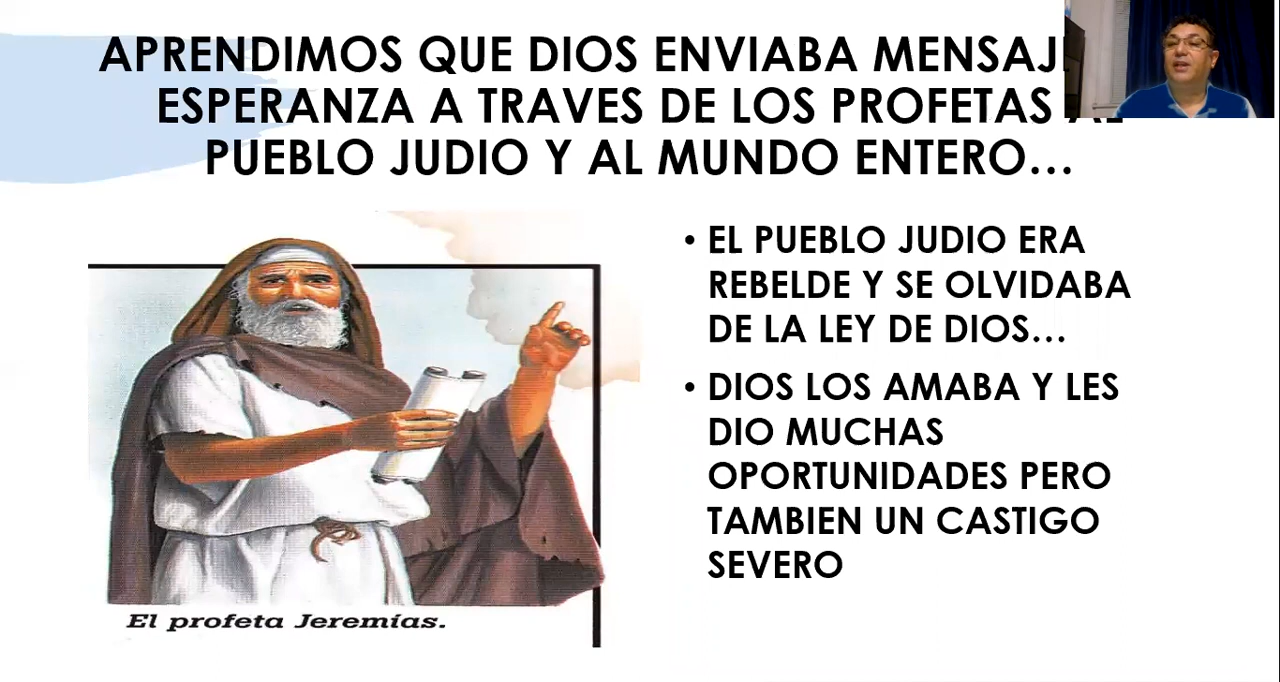 APRENDIMOS QUE DIOS ENVIABA
ESPERANZA A TRAVES DE LOS PROFETAS
PUEBLO JUDIO Y AL MUNDO ENTERO...
• EL PUEBLO JUDIO ERA
REBELDE Y SE OLVIDABA
DE LA LEY DE DIOS...
• DIOS LOS AMABA Y LES
DIO MUCHAS
OPORTUNIDADES PERO
TAMBIEN UN CASTIGO
SEVERO
El profeta Jeremías.